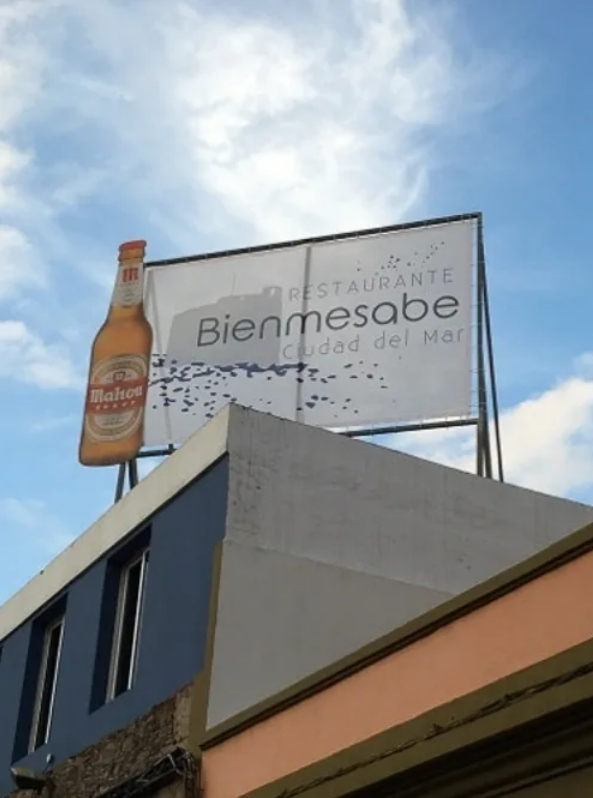 RESTAURANTE
Bienmesabe
Ciudad del Mar
Mahou